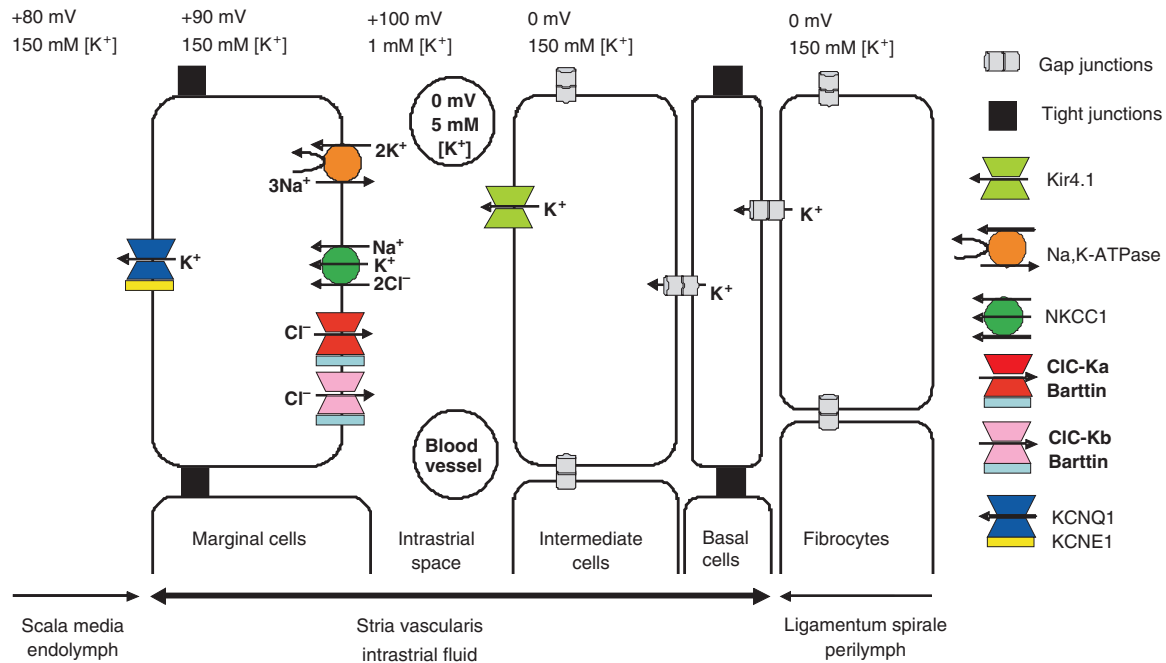 +80 mV
150 mM [K⁺]
+90 mV
150 mM [K⁺]
+100 mV
1 mM [K⁺]
0 mV
150 mM [K⁺]
0 mV
150 mM [K⁺]
0 mV
5 mM
[K⁺]
2K⁺
3Na⁺
K⁺
Na⁺
K⁺
2Cl⁻
Cl⁻
Cl⁻
K⁺
K⁺
K⁺
Blood
vessel
Marginal cells
Intrastrial
space
Intermediate
cells
Basal
cells
Fibrocytes
Scala media
endolymph
Stria vascularis
intrastrial fluid
Ligamentum spirale
perilymph
Gap junctions
Tight junctions
Kir4.1
Na,K-ATPase
NKCC1
ClC-Ka
Barttin
ClC-Kb
Barttin
KCNQ1
KCNE1